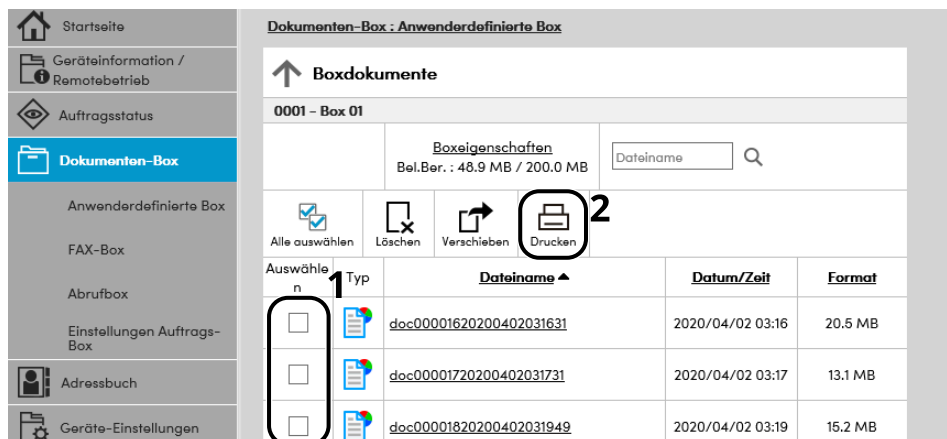 Startseite
Geräteinformation /
Remotebetrieb
Auftragsstatus
Dokumenten-Box
Anwenderdefinierte Box
FAX-Box
Abrufbox
Einstellungen Auftrags-
Box
Adressbuch
Geräte-Einstellungen
Dokumenten-Box : Anwenderdefinierte Box
Boxdokumente
0001 - Box 01
Boxeigenschaften
Bel.Ber. : 48.9 MB / 200.0 MB
Dateiname
Alle auswählen Löschen Verschieben Drucken 2
Auswähle
n 1 Typ Dateiname Datum/Zeit Format
doc00001620200402031631 2020/04/02 03:16 20.5 MB
doc00001720200402031731 2020/04/02 03:17 13.1 MB
doc00001820200402031949 2020/04/02 03:19 15.2 MB